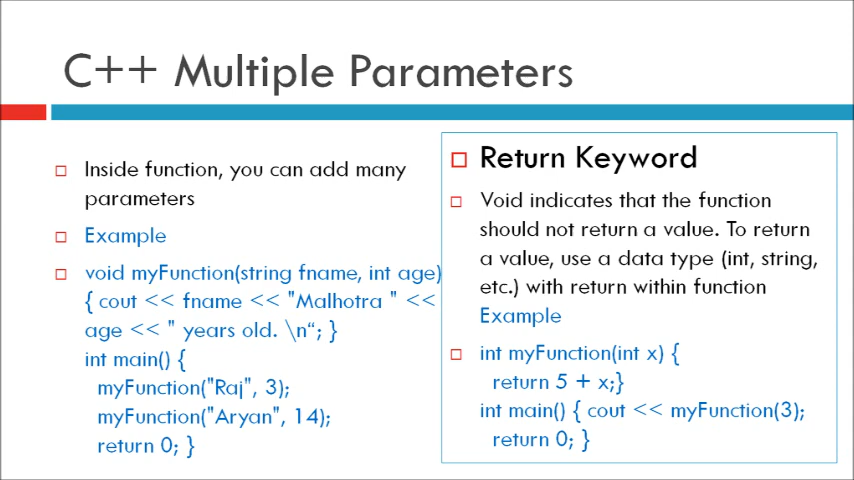 C++ Multiple Parameters
Inside function, you can add many
parameters
Example
void myFunction(string fname, int age)
{ cout << fname << "Malhotra " <<
age << " years old. \n“; }
int main() {
myFunction("Raj", 3);
myFunction("Aryan", 14);
return 0; }
Return Keyword
Void indicates that the function
should not return a value. To return
a value, use a data type (int, string,
etc.) with return within function
Example
int myFunction(int x) {
return 5 + x;}
int main() { cout << myFunction(3);
return 0; }